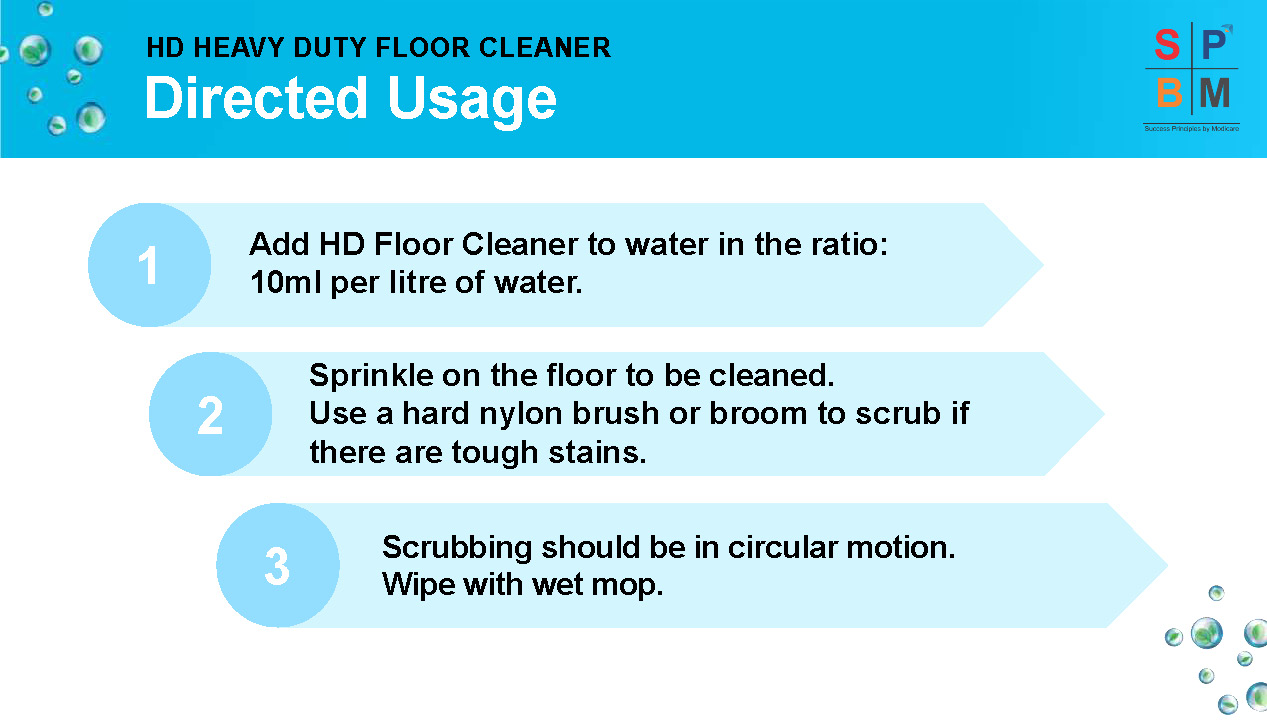 HD HEAVY DUTY FLOOR CLEANER
Directed Usage
S P
B M
Success Principles by Modicare
1
Add HD Floor Cleaner to water in the ratio:
10ml per litre of water.
2
Sprinkle on the floor to be cleaned.
Use a hard nylon brush or broom to scrub if
there are tough stains.
3
Scrubbing should be in circular motion.
Wipe with wet mop.